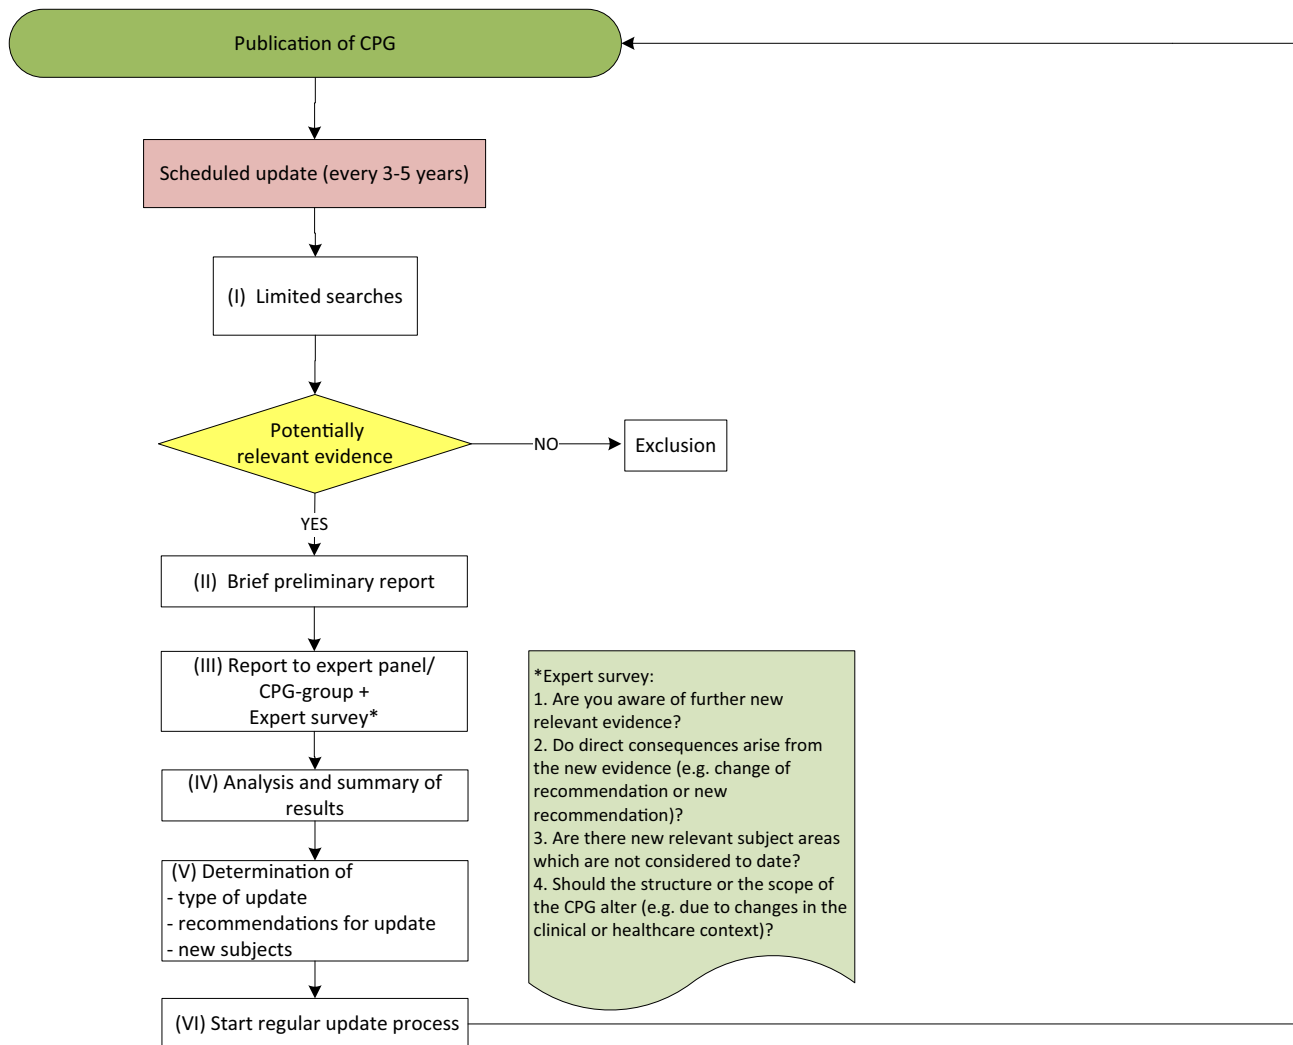 Publication of CPG
Scheduled update (every 3-5 years)
(I)  Limited searches
Potentially
relevant evidence
NO
Exclusion
YES
(II)  Brief preliminary report
(III) Report to expert panel/
CPG-group +
Expert survey*
(IV) Analysis and summary of
results
(V) Determination of
- type of update
- recommendations for update
- new subjects
(VI) Start regular update process
*Expert survey:
1. Are you aware of further new
relevant evidence?
2. Do direct consequences arise from
the new evidence (e.g. change of
recommendation or new
recommendation)?
3. Are there new relevant subject areas
which are not considered to date?
4. Should the structure or the scope of
the CPG alter (e.g. due to changes in the
clinical or healthcare context)?